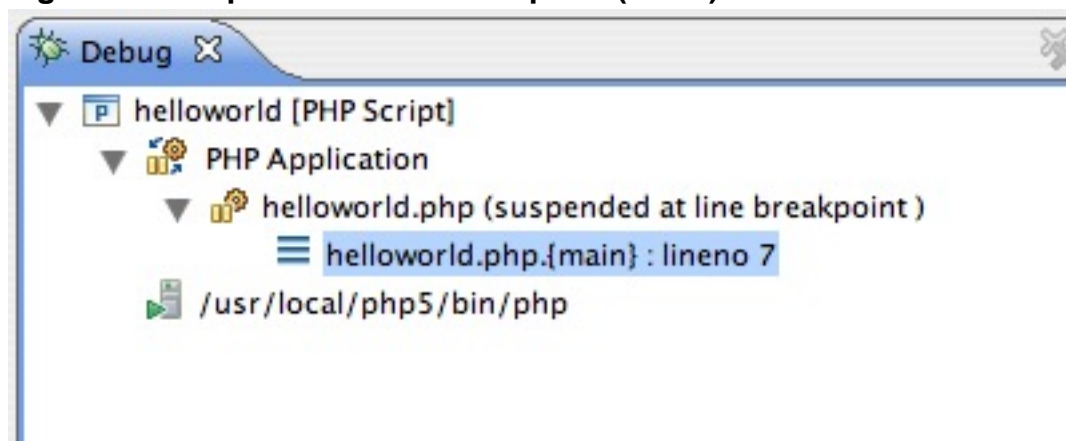 Debug
helloworld [PHP Script]
PHP Application
helloworld.php (suspended at line breakpoint )
helloworld.php.{main} : lineno 7
/usr/local/php5/bin/php